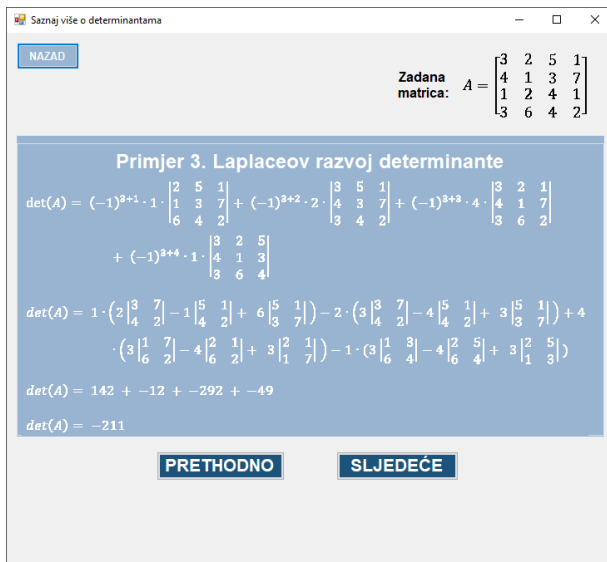 Saznaj više o determinantama
NAZAD
Zadana matrica: A = [3 2 5 1
4 1 3 7
1 2 4 1
3 6 4 2]
Primjer 3. Laplaceov razvoj determinante
det(A) = (−1)^{3+1} · 1 · |2 5 1; 1 3 7; 6 4 2| + (−1)^{3+2} · 2 · |3 5 1; 4 3 7; 3 4 2| + (−1)^{3+3} · 4 · |3 2 1; 4 1 7; 3 6 2|
+ (−1)^{3+4} · 1 · |3 2 5; 4 1 3; 3 6 4|
det(A) = 1 · (2 |3 7; 4 2| − 1 |5 1; 4 2| + 6 |5 1; 3 7|) − 2 · (3 |3 7; 4 2| − 4 |5 1; 4 2| + 3 |5 1; 3 7|) + 4
· (3 |1 7; 6 2| − 4 |2 1; 6 2| + 3 |2 1; 1 7|) − 1 · (3 |1 3; 6 4| − 4 |2 5; 6 4| + 3 |2 5; 1 3|)
det(A) = 142 + −12 + −292 + −49
det(A) = −211
PRETHODNO
SLJEDEĆE